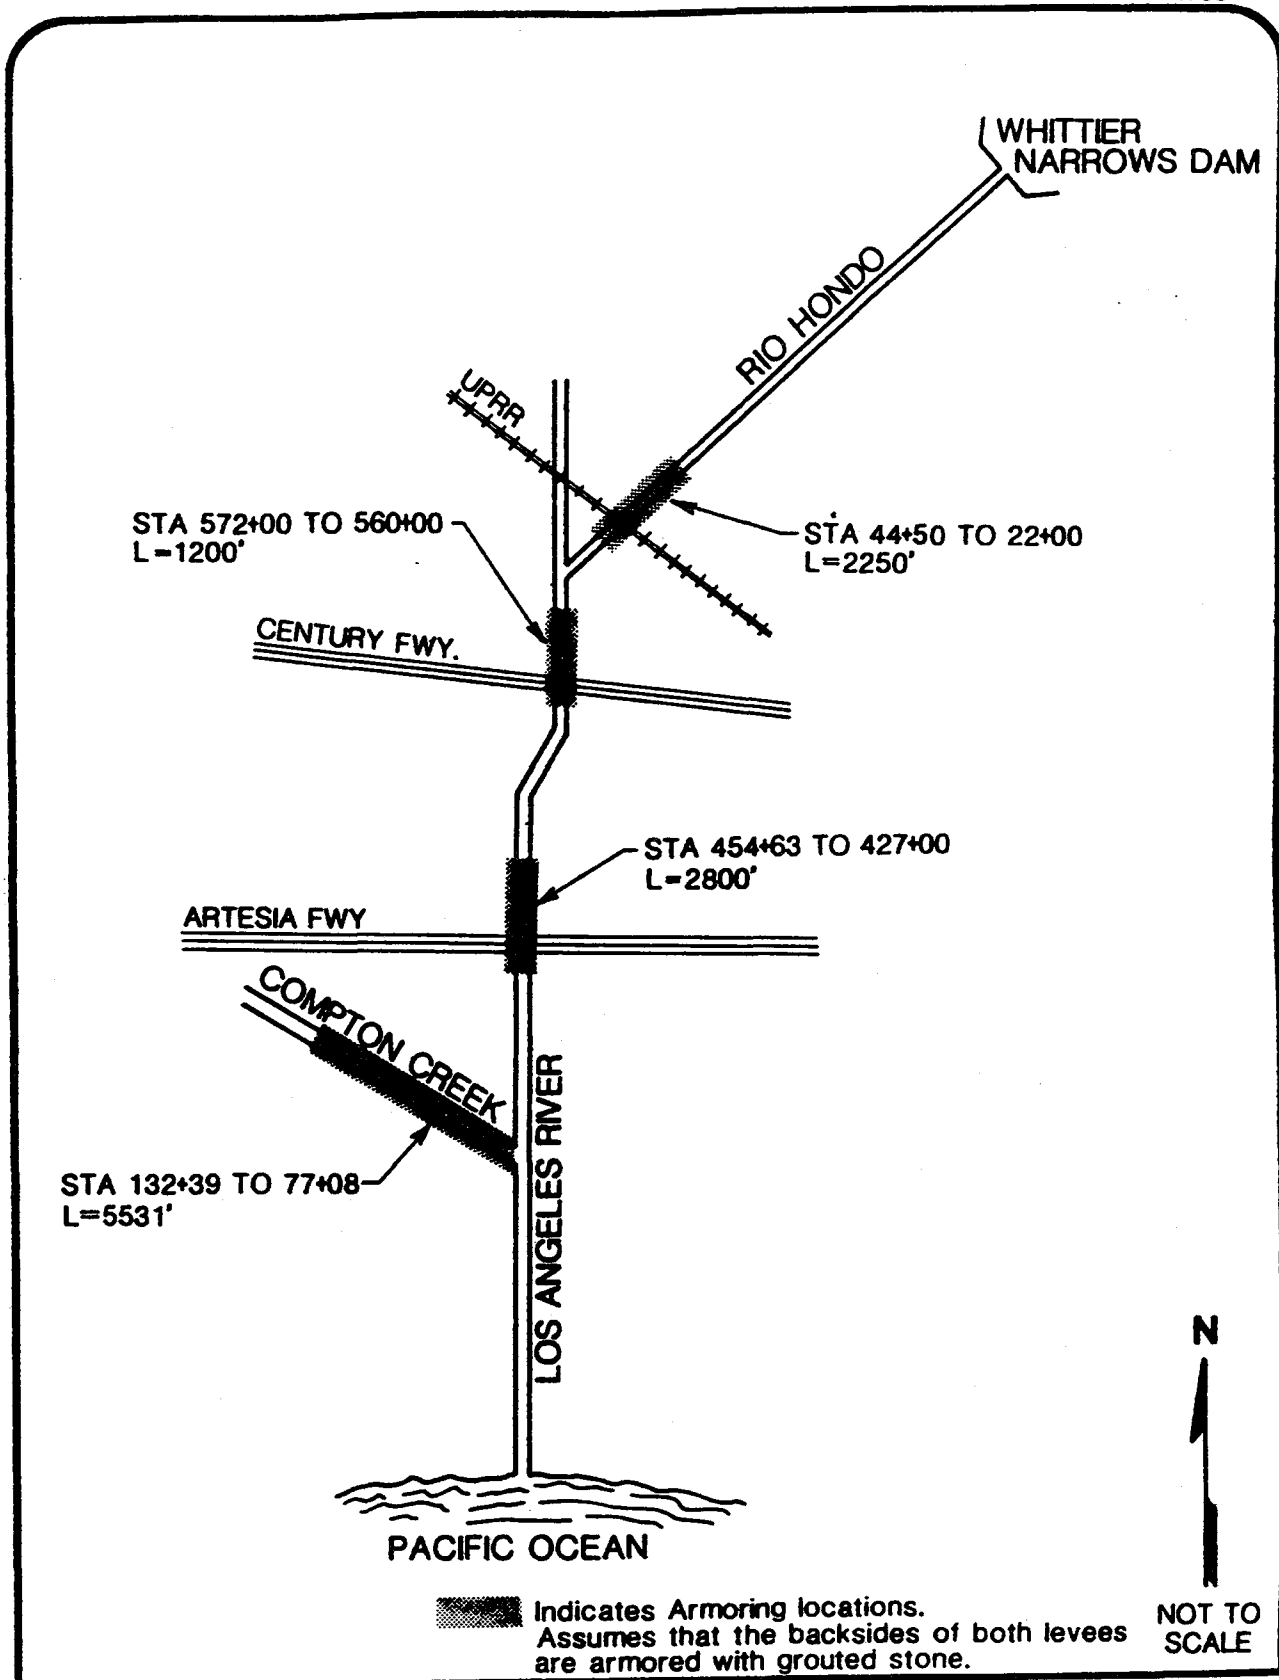 WHITTIER
NARROWS DAM
RIO HONDO
UPRR
STA 572+00 TO 560+00
L=1200'
STA 44+50 TO 22+00
L=2250'
CENTURY FWY.
STA 454+63 TO 427+00
L=2800'
ARTESIA FWY
COMPTON CREEK
LOS ANGELES RIVER
STA 132+39 TO 77+08
L=5531'
N
PACIFIC OCEAN
Indicates Armoring locations.
Assumes that the backsides of both levees
are armored with grouted stone.
NOT TO
SCALE